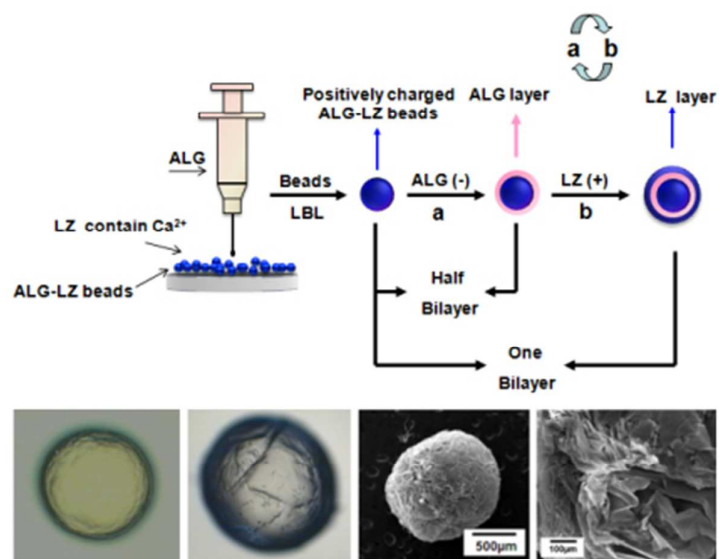 a b
Positively charged
ALG-LZ beads
ALG layer
LZ layer
ALG
Beads
LBL
ALG (-)
a
LZ (+)
b
LZ contain Ca²⁺
ALG-LZ beads
Half
Bilayer
One
Bilayer
500µm
100µm